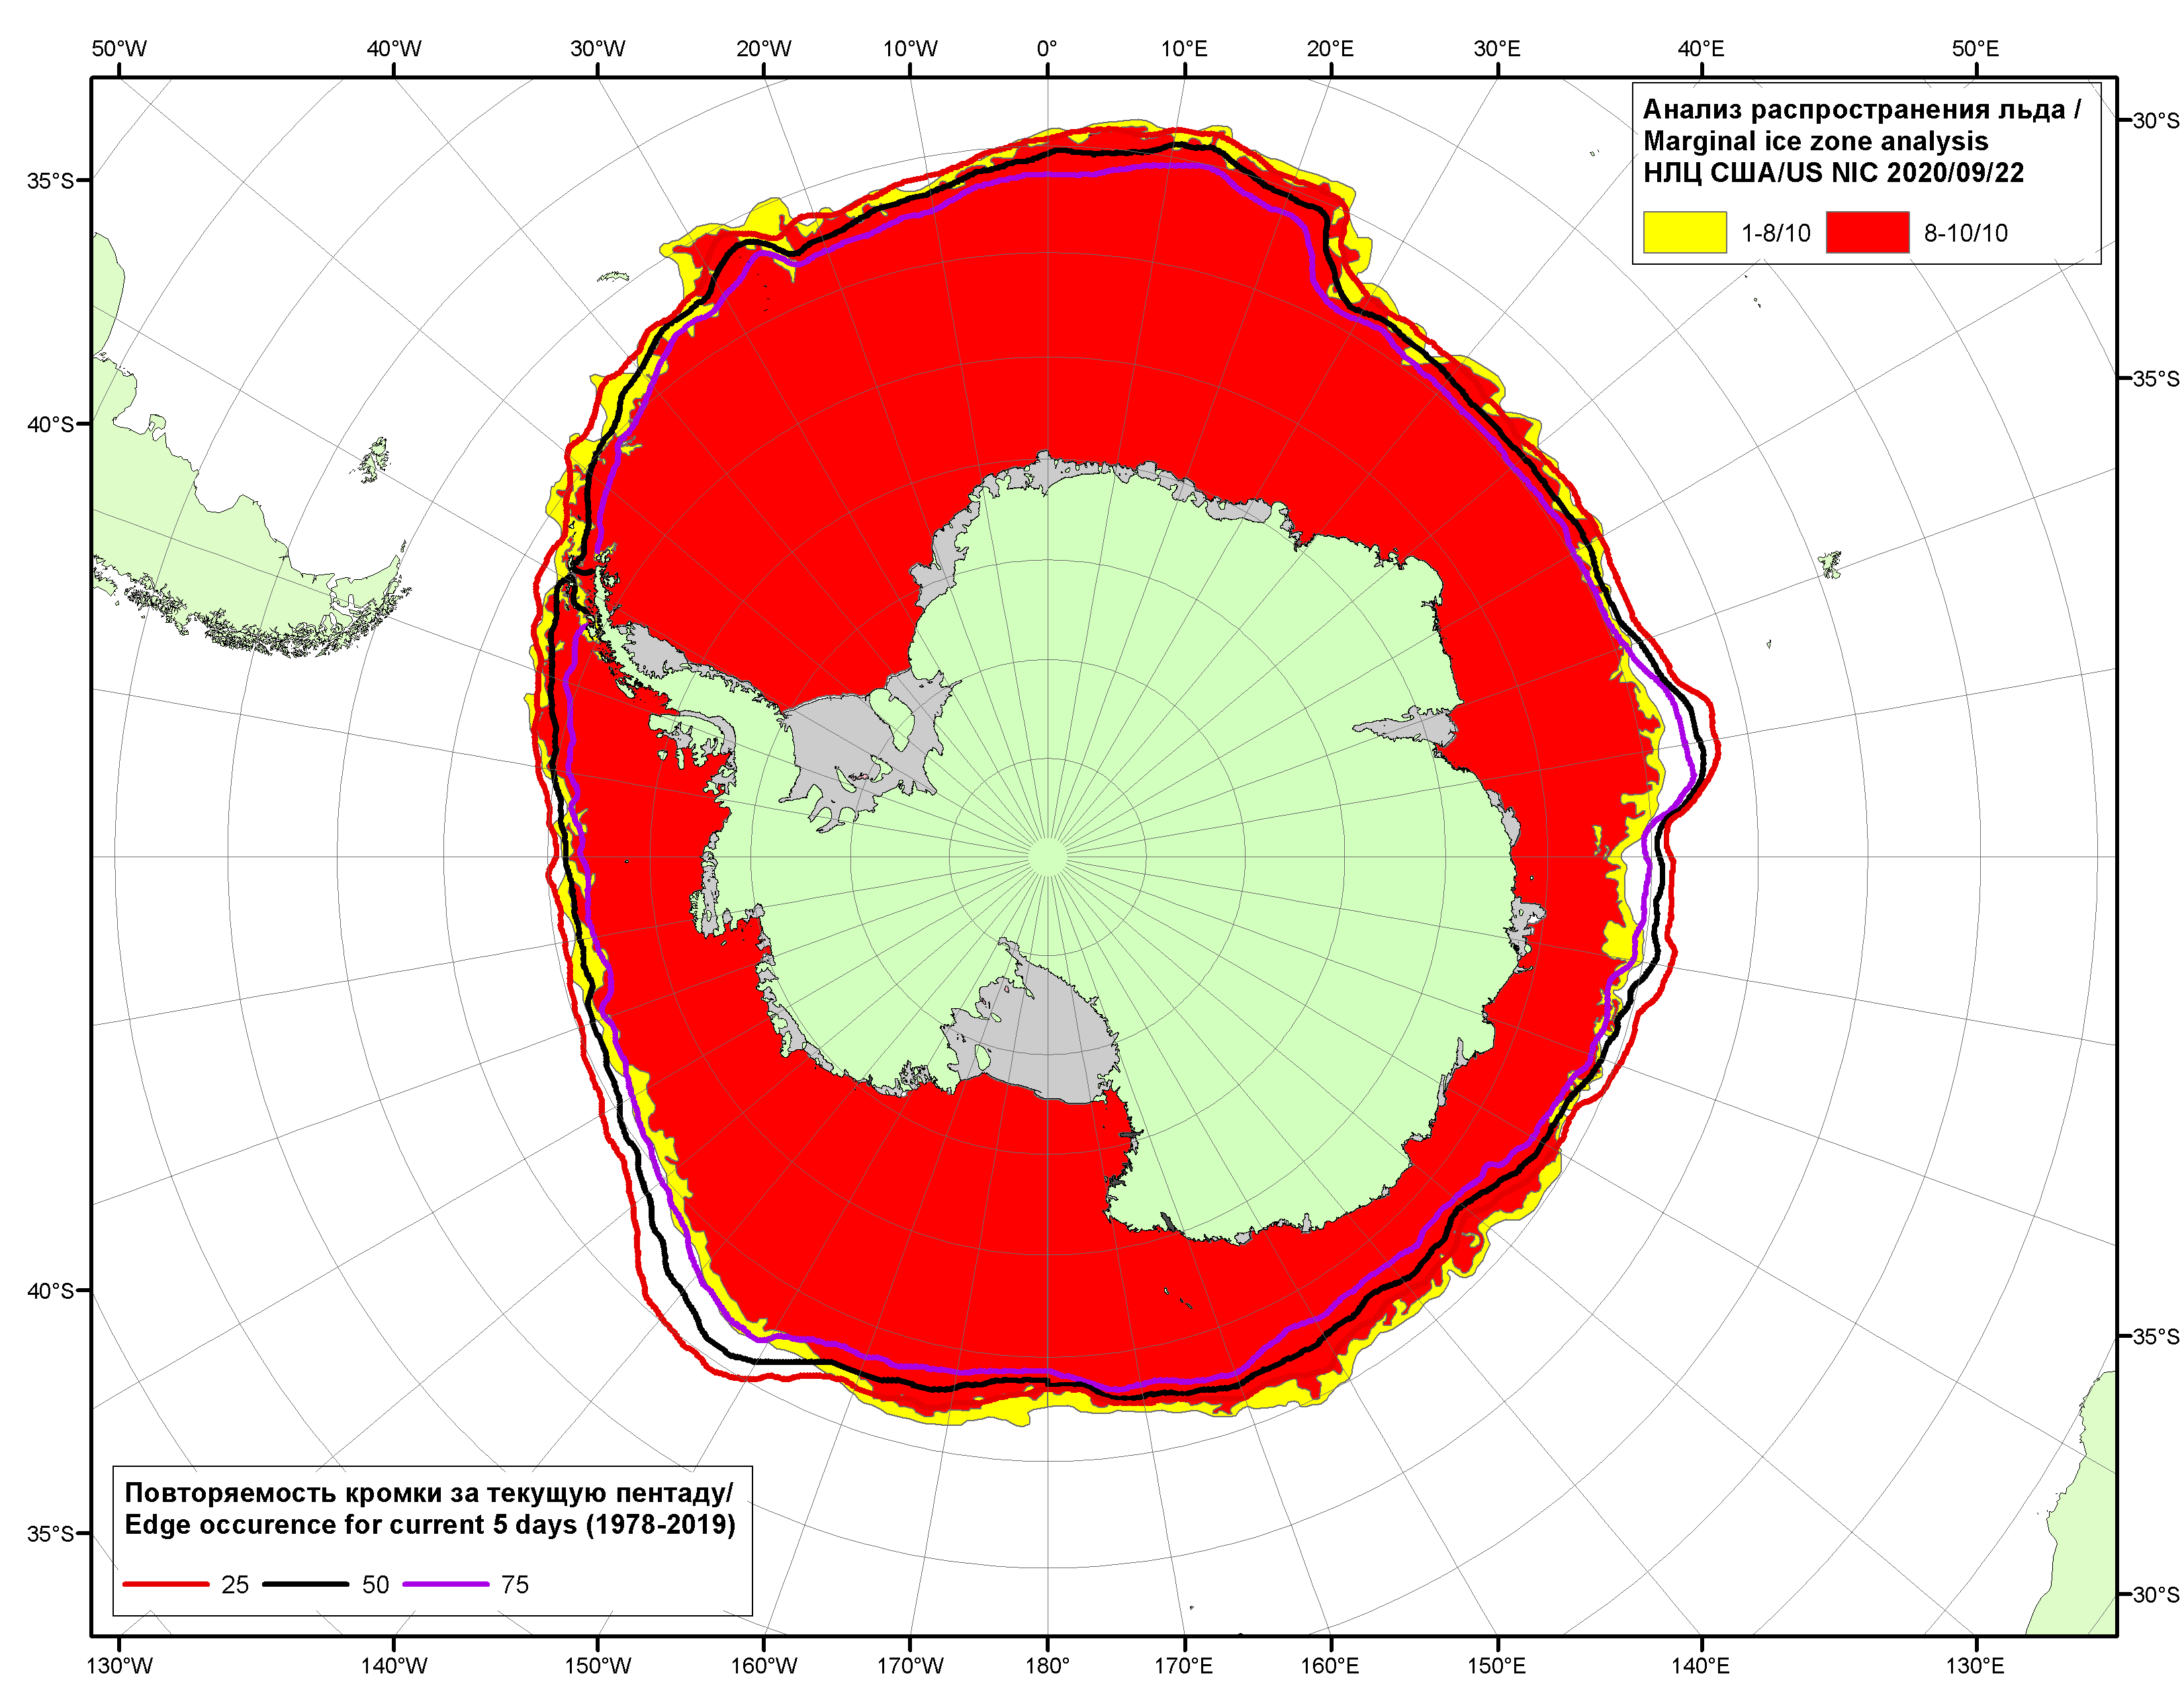 50°W 40°W 30°W 20°W 10°W 0° 10°E 20°E 30°E 40°E 50°E
Анализ распространения льда /
Marginal ice zone analysis
НЛЦ США/US NIC 2020/09/22
1-8/10 8-10/10
30°S
35°S
35°S
40°S
40°S
35°S
35°S
30°S
Повторяемость кромки за текущую пентаду/
Edge occurence for current 5 days (1978-2019)
25 50 75
130°W 140°W 150°W 160°W 170°W 180° 170°E 160°E 150°E 140°E 130°E